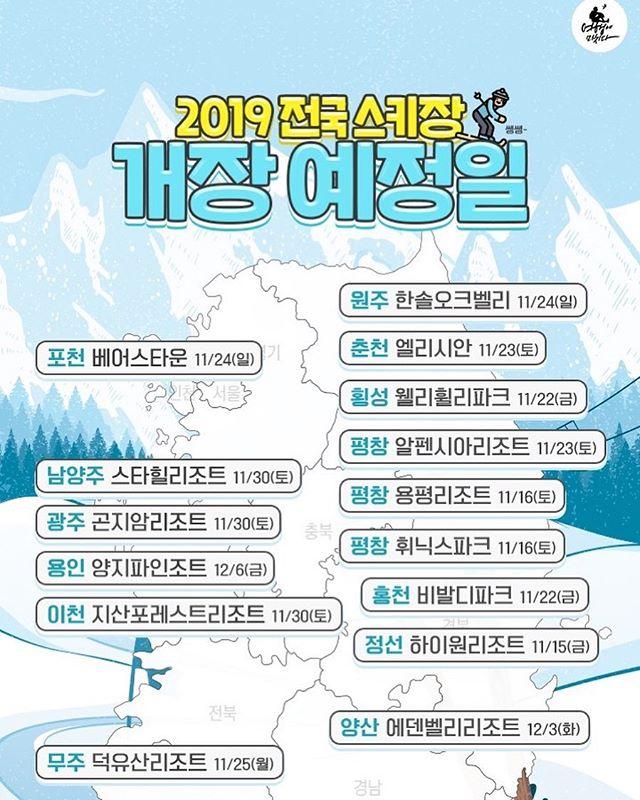 여행에 미치다
2019 전국 스키장
쌩쌩~
개장 예정일
원주 한솔오크벨리 11/24(일)
포천 베어스타운 11/24(일)
춘천 엘리시안 11/23(토)
횡성 웰리힐리파크 11/22(금)
평창 알펜시아리조트 11/23(토)
남양주 스타힐리조트 11/30(토)
평창 용평리조트 11/16(토)
광주 곤지암리조트 11/30(토)
평창 휘닉스파크 11/16(토)
용인 양지파인조트 12/6(금)
홍천 비발디파크 11/22(금)
이천 지산포레스트리조트 11/30(토)
정선 하이원리조트 11/15(금)
양산 에덴벨리리조트 12/3(화)
무주 덕유산리조트 11/25(월)
경기
인천 서울
충북
경북
전북
경남